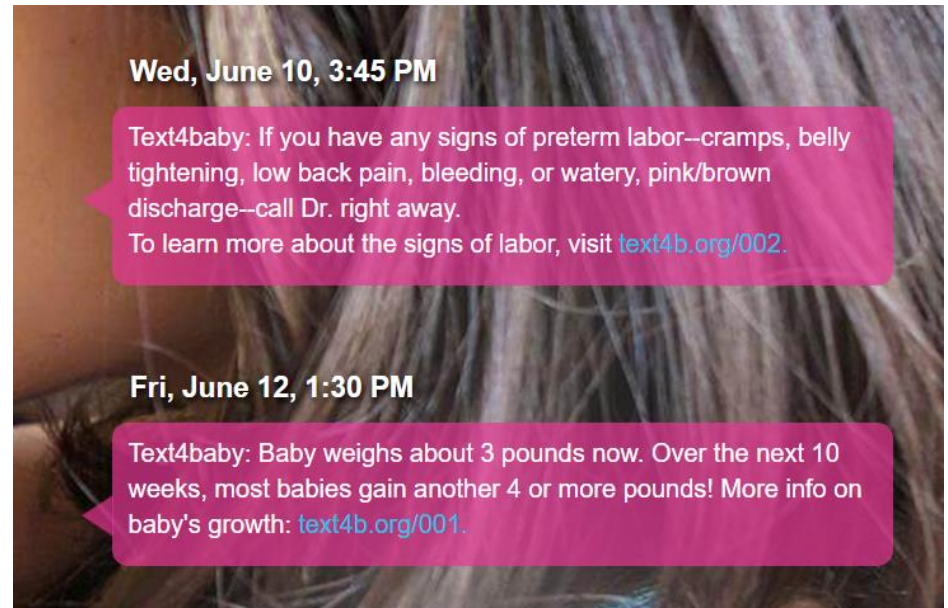 Wed, June 10, 3:45 PM
Text4baby: If you have any signs of preterm labor--cramps, belly
tightening, low back pain, bleeding, or watery, pink/brown
discharge--call Dr. right away.
To learn more about the signs of labor, visit text4b.org/002.
Fri, June 12, 1:30 PM
Text4baby: Baby weighs about 3 pounds now. Over the next 10
weeks, most babies gain another 4 or more pounds! More info on
baby's growth: text4b.org/001.